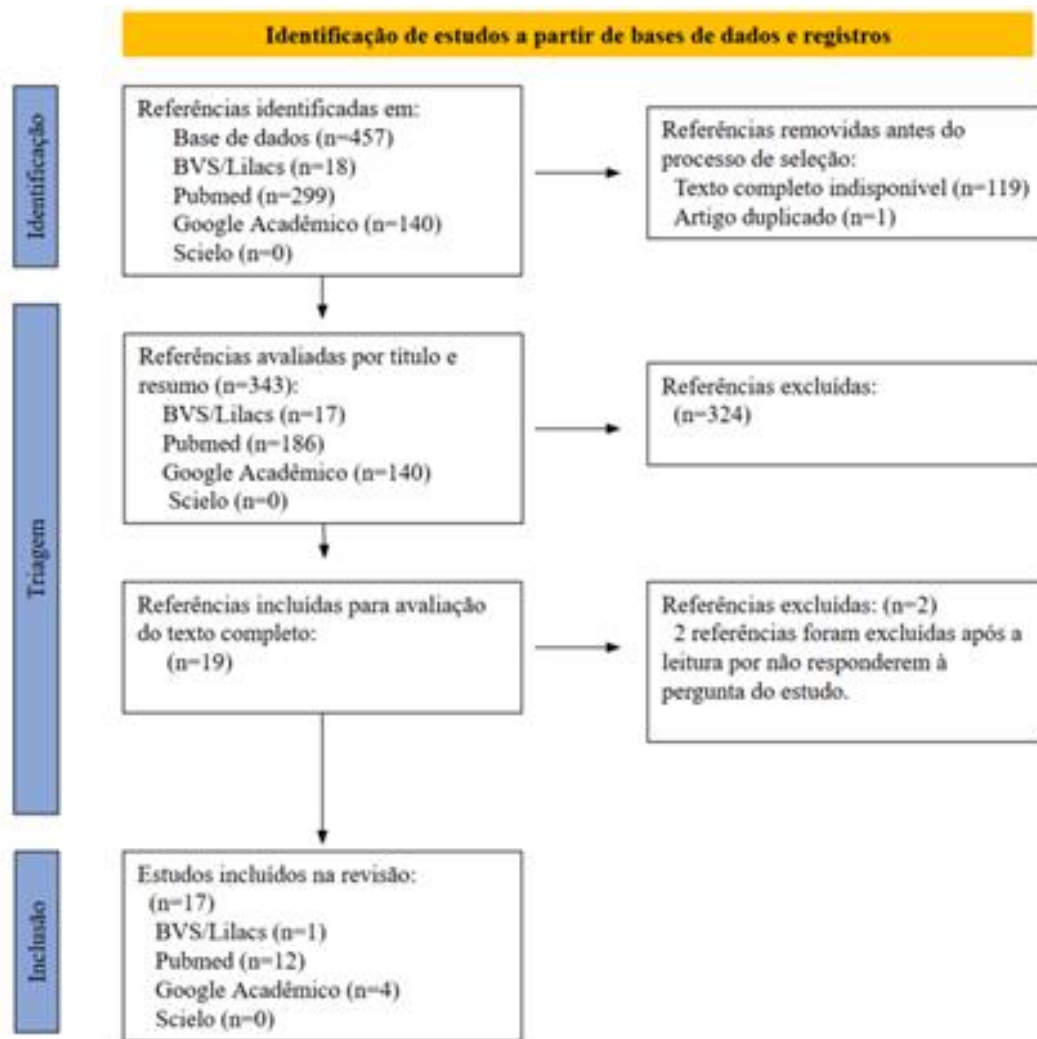 Identificação de estudos a partir de bases de dados e registros
Identificação
Referências identificadas em:
Base de dados (n=457)
BVS/Lilacs (n=18)
Pubmed (n=299)
Google Acadêmico (n=140)
Scielo (n=0)
Referências removidas antes do
processo de seleção:
Texto completo indisponível (n=119)
Artigo duplicado (n=1)
Triagem
Referências avaliadas por título e
resumo (n=343):
BVS/Lilacs (n=17)
Pubmed (n=186)
Google Acadêmico (n=140)
Scielo (n=0)
Referências excluídas:
(n=324)
Referências incluídas para avaliação
do texto completo:
(n=19)
Referências excluídas: (n=2)
2 referências foram excluídas após a
leitura por não responderem à
pergunta do estudo.
Inclusão
Estudos incluídos na revisão:
(n=17)
BVS/Lilacs (n=1)
Pubmed (n=12)
Google Acadêmico (n=4)
Scielo (n=0)